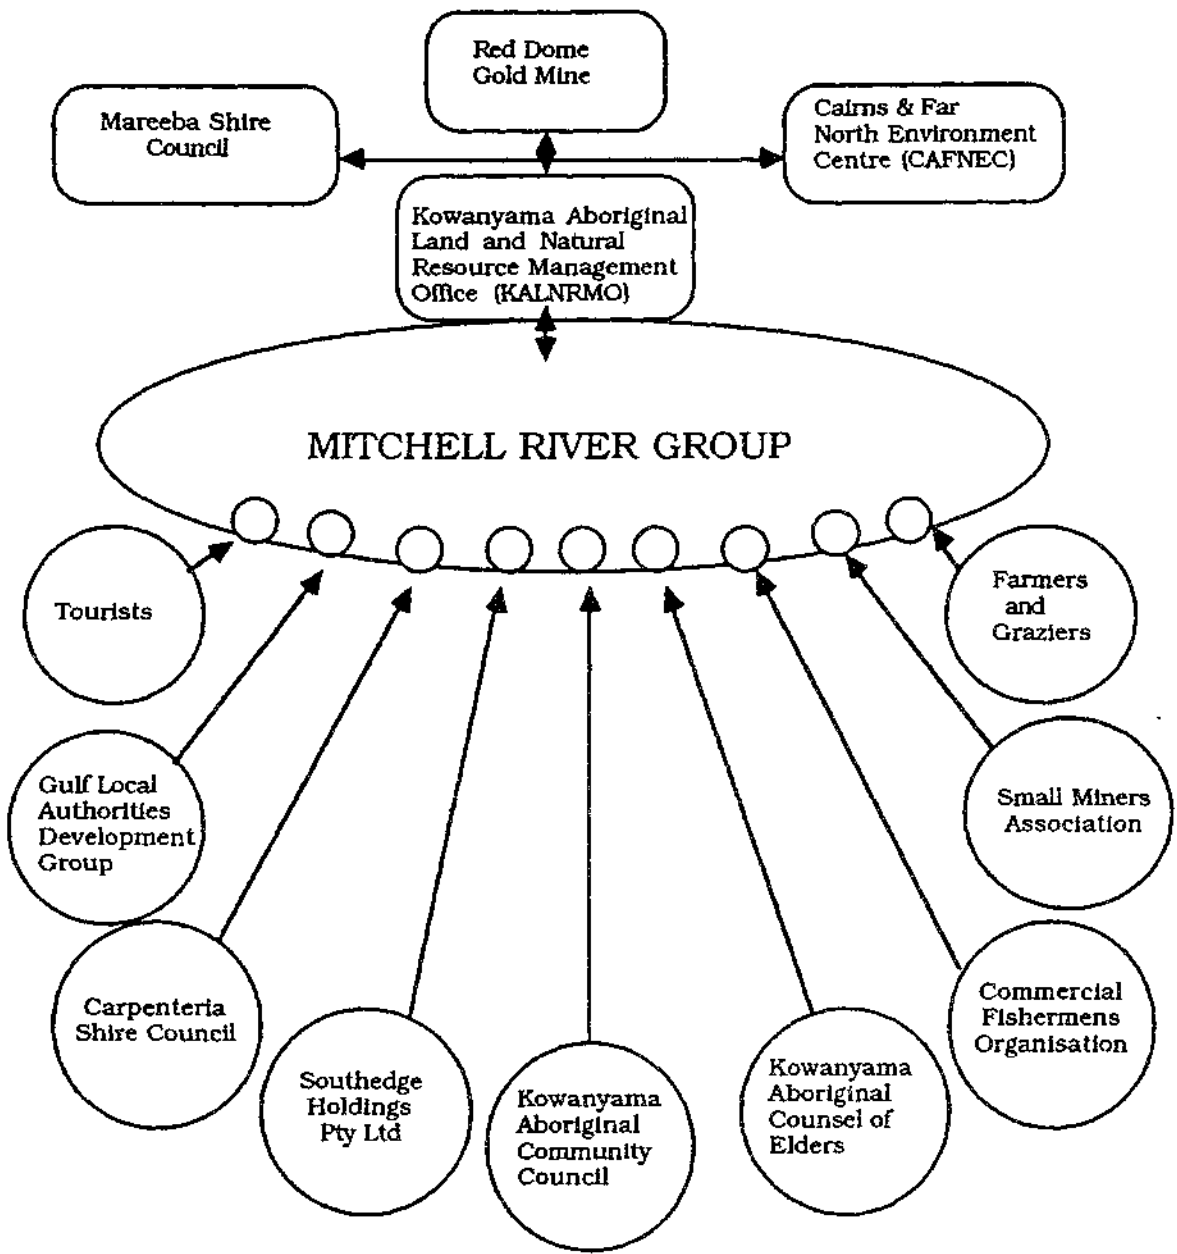 Red Dome
Gold Mine
Mareeba Shire
Council
Cairns & Far
North Environment
Centre (CAFNEC)
Kowanyama Aboriginal
Land and Natural
Resource Management
Office (KALNRMO)
MITCHELL RIVER GROUP
Tourists
Farmers
and
Graziers
Gulf Local
Authorities
Development
Group
Small Miners
Association
Carpenteria
Shire Council
Commercial
Fishermens
Organisation
Southedge
Holdings
Pty Ltd
Kowanyama
Aboriginal
Community
Council
Kowanyama
Aboriginal
Counsel of
Elders